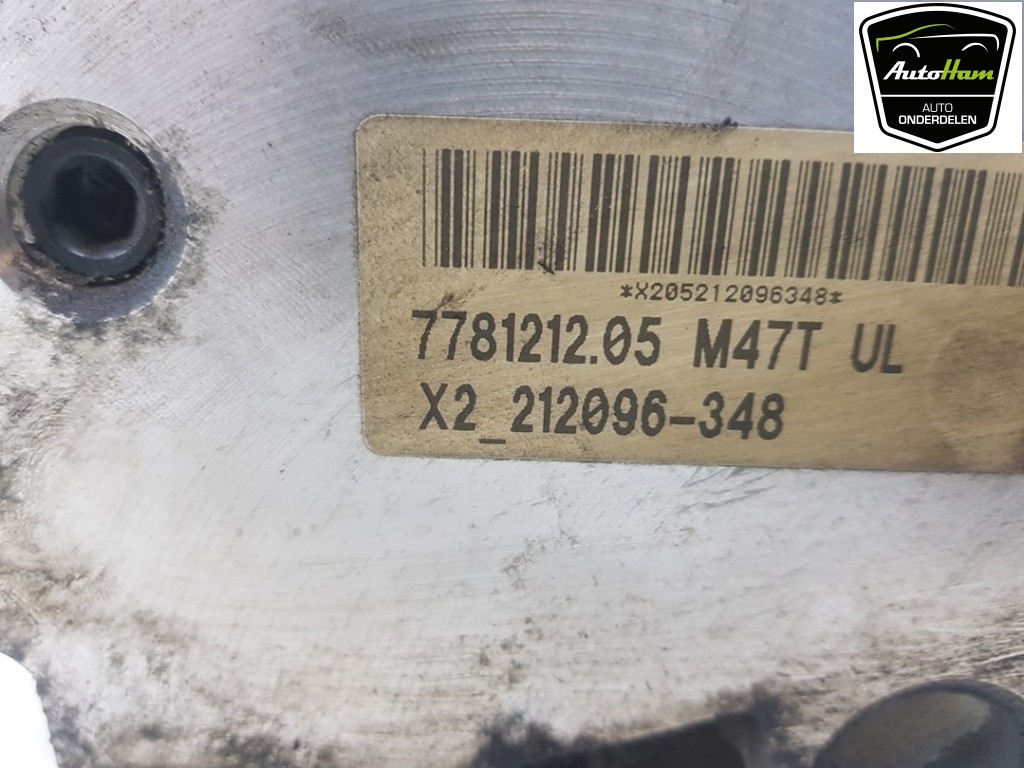 AutoHam
AUTO
ONDERDELEN
*X205212096348*
7781212.05 M47T UL
X2_212096-348